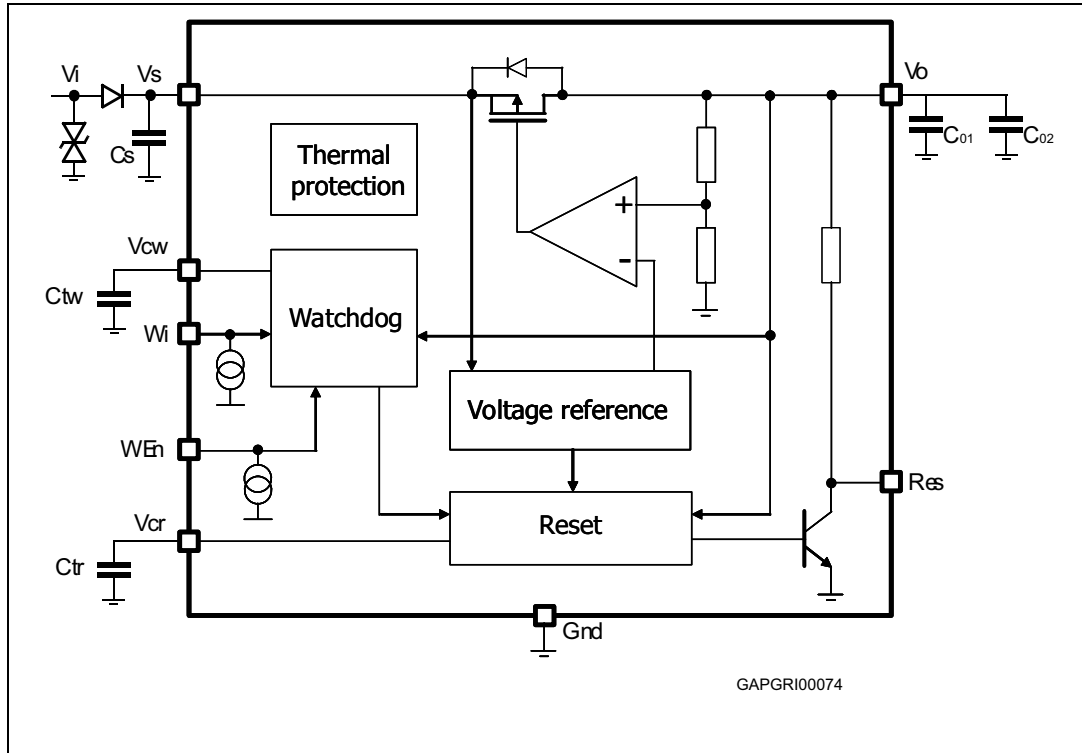 Vi
Vs
Vo
Cs
C01
C02
Thermal
protection
+
-
Vcw
Ctw
Wi
Watchdog
WEn
Voltage reference
Res
Vcr
Reset
Ctr
Gnd
GAPGRI00074